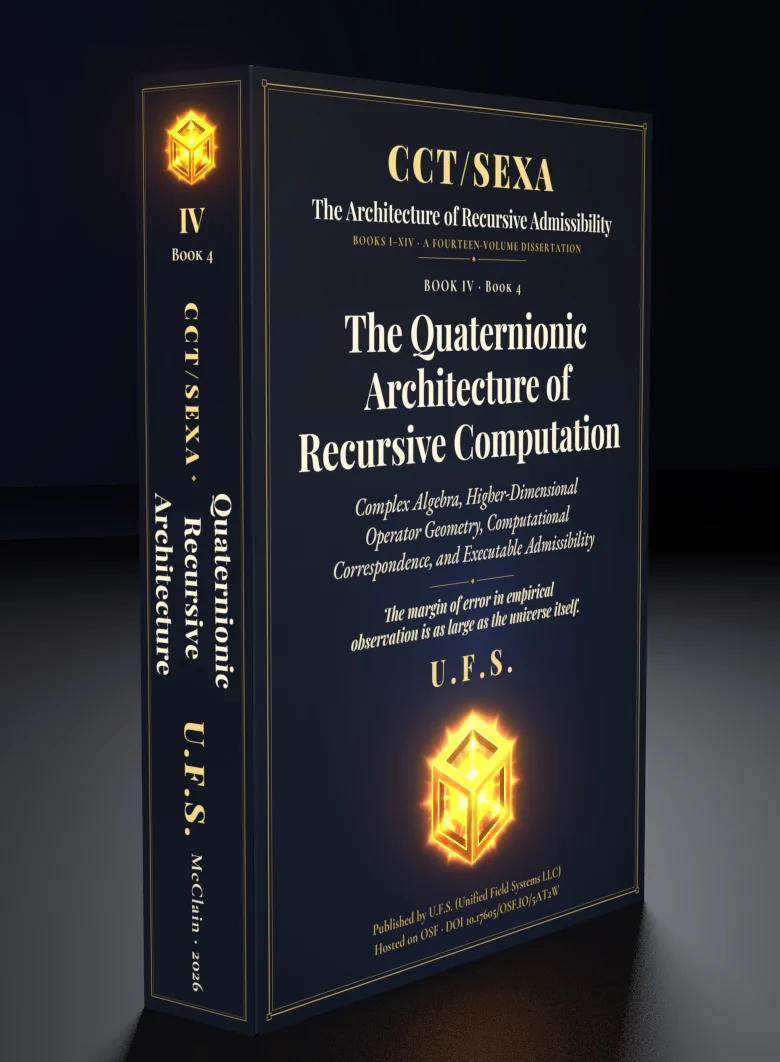 IV
Book 4
CCT/SEXA ·
Quaternionic
Recursive
Architecture
U.F.S.
McClain · 2026
CCT/SEXA
The Architecture of Recursive Admissibility
BOOKS I–XIV · A FOURTEEN-VOLUME DISSERTATION
BOOK IV · Book 4
The Quaternionic
Architecture of
Recursive Computation
Complex Algebra, Higher-Dimensional
Operator Geometry, Computational
Correspondence, and Executable Admissibility
The margin of error in empirical
observation is as large as the universe itself.
U.F.S.
Published by U.F.S. (Unified Field Systems LLC)
Hosted on OSF · DOI 10.17605/OSF.IO/5AT2W